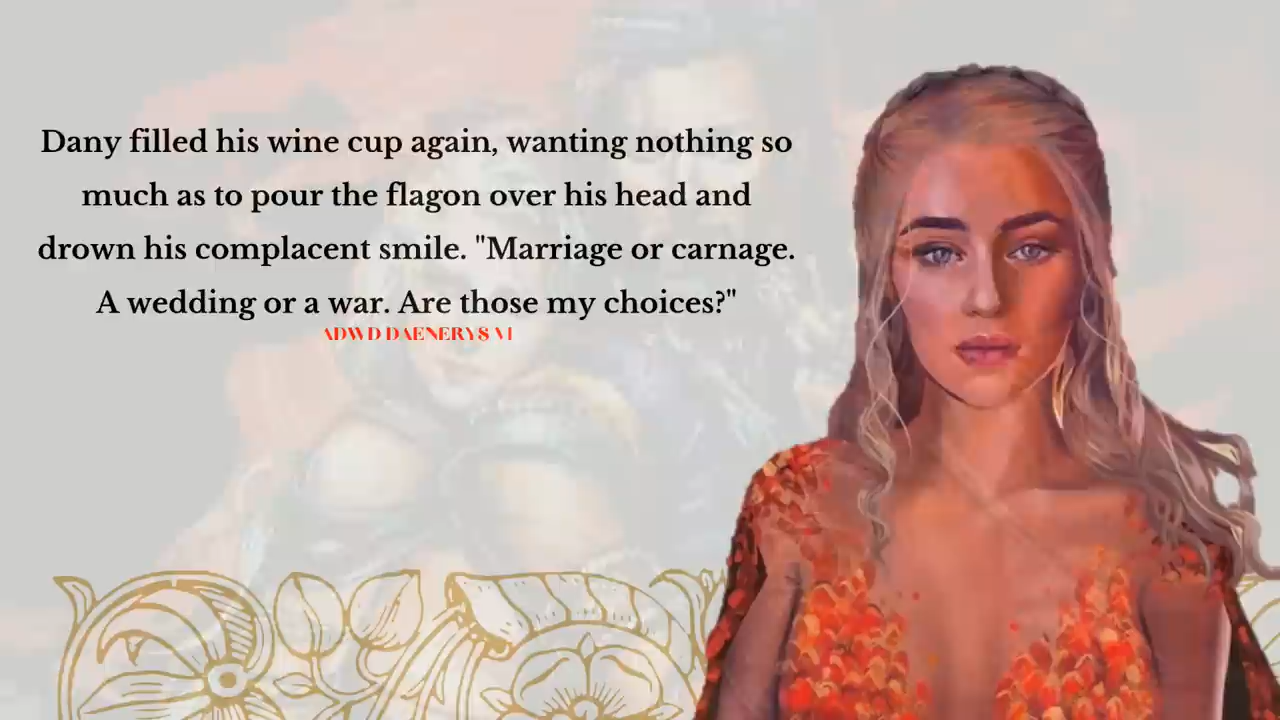 Dany filled his wine cup again, wanting nothing so
much as to pour the flagon over his head and
drown his complacent smile. "Marriage or carnage.
A wedding or a war. Are those my choices?"
ADWD DAENERYS VI